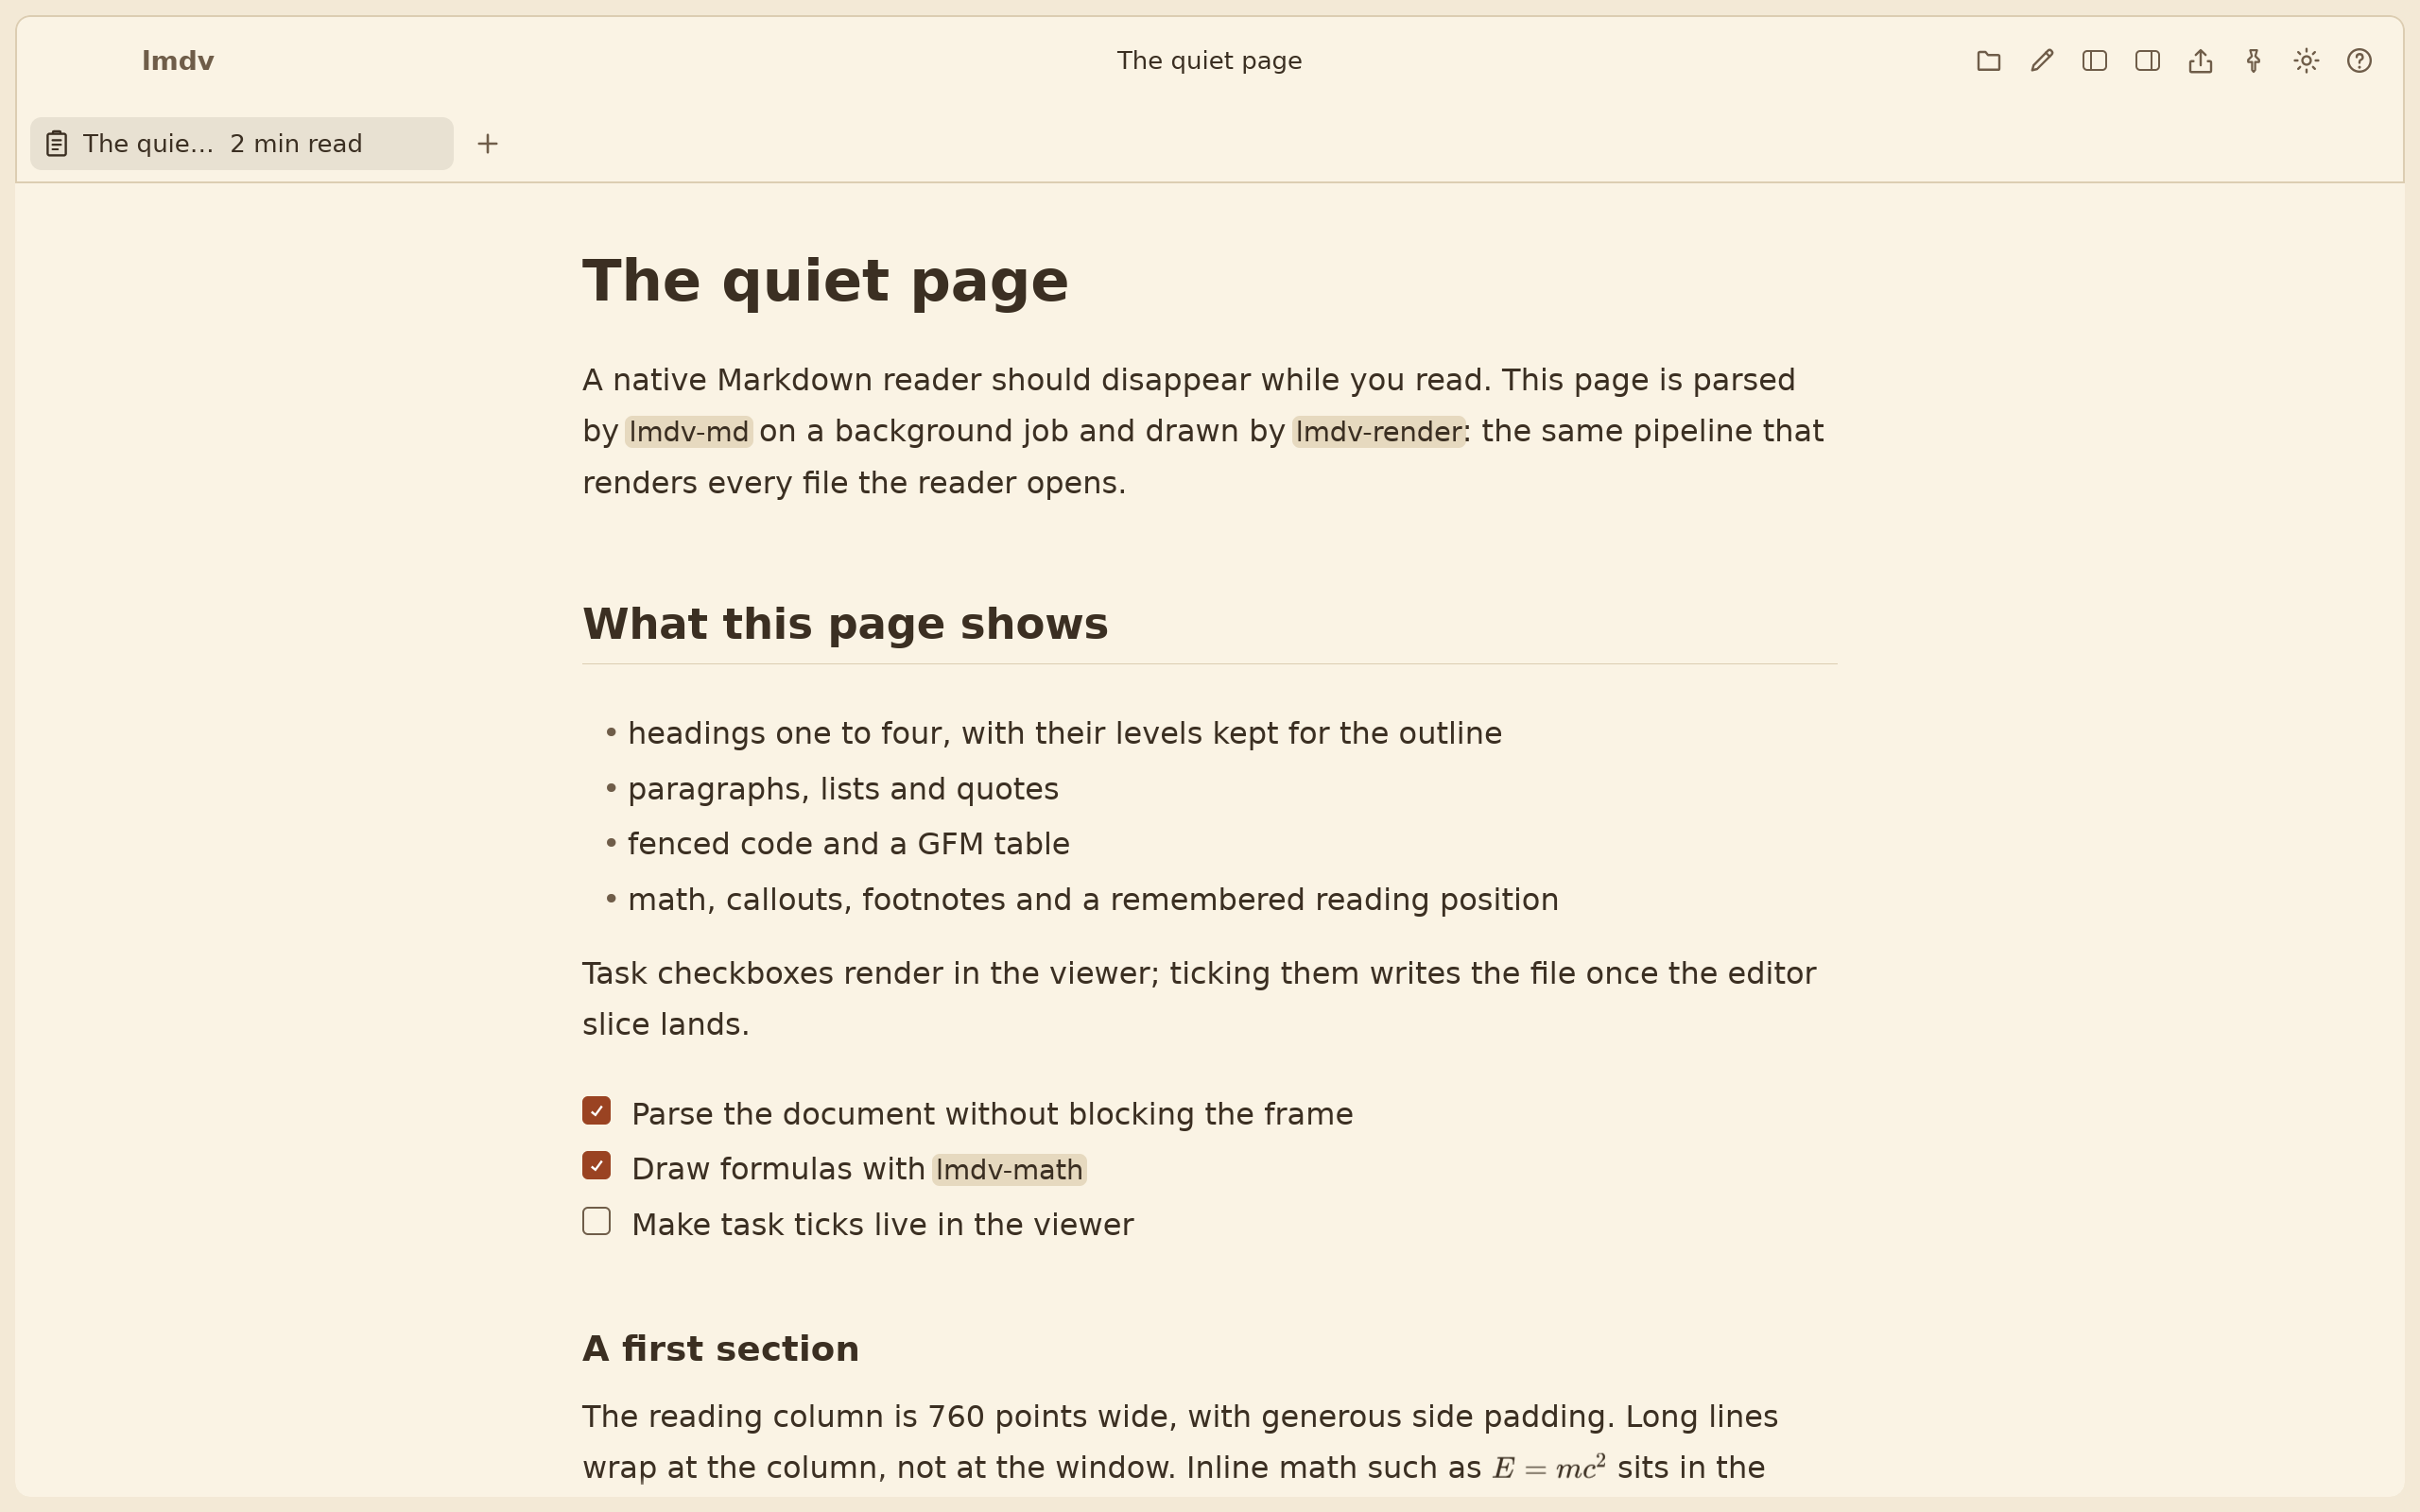 lmdv
The quiet page
The quie... 2 min read
The quiet page
A native Markdown reader should disappear while you read. This page is parsed
by lmdv-md on a background job and drawn by lmdv-render: the same pipeline that
renders every file the reader opens.
What this page shows
• headings one to four, with their levels kept for the outline
• paragraphs, lists and quotes
• fenced code and a GFM table
• math, callouts, footnotes and a remembered reading position
Task checkboxes render in the viewer; ticking them writes the file once the editor
slice lands.
Parse the document without blocking the frame
Draw formulas with lmdv-math
Make task ticks live in the viewer
A first section
The reading column is 760 points wide, with generous side padding. Long lines
wrap at the column, not at the window. Inline math such as E = mc² sits in the